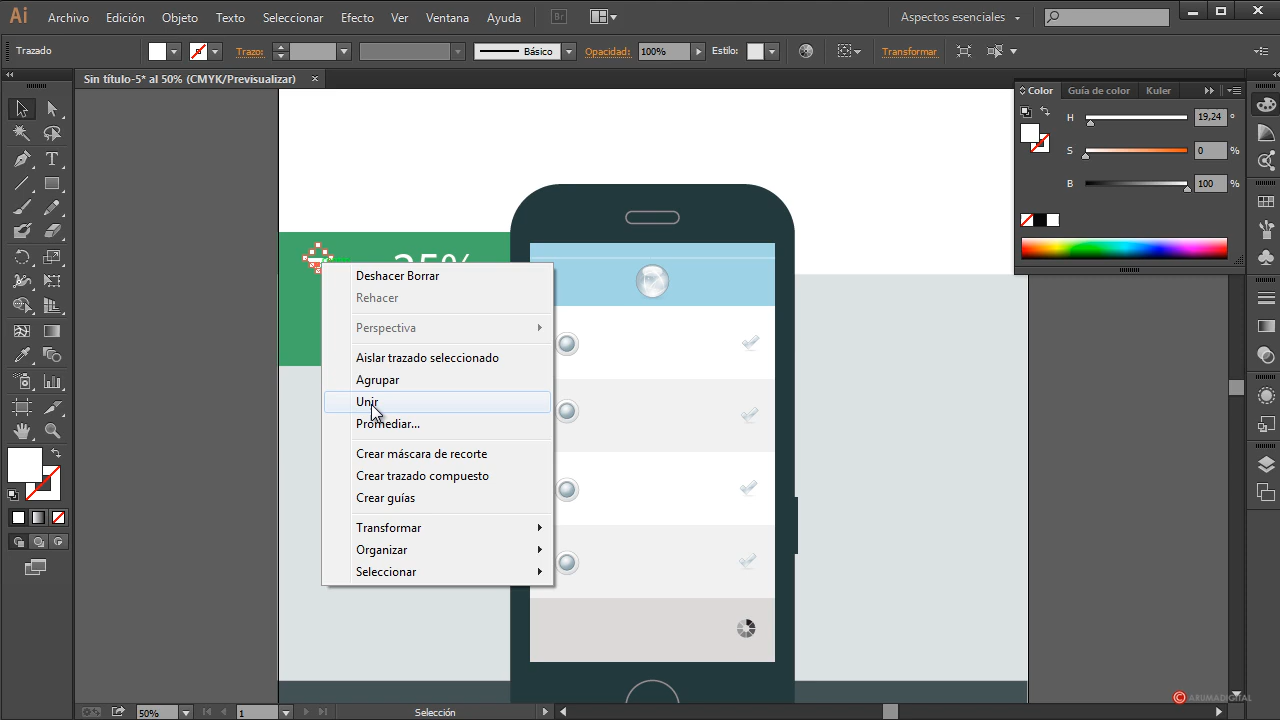 Ai Archivo Edición Objeto Texto Seleccionar Efecto Ver Ventana Ayuda Br Aspectos esenciales
Trazado Trazo: Básico Opacidad: 100% Estilo: Transformar
Sin título-5* al 50% (CMYK/Previsualizar)
Color Guía de color Kuler
H 19,24 °
S 0 %
B 100 %
25%
Deshacer Borrar
Rehacer
Perspectiva
Aislar trazado seleccionado
Agrupar
Unir
Promediar...
Crear máscara de recorte
Crear trazado compuesto
Crear guías
Transformar
Organizar
Seleccionar
© ARUMADIGITAL
50% 1 Selección